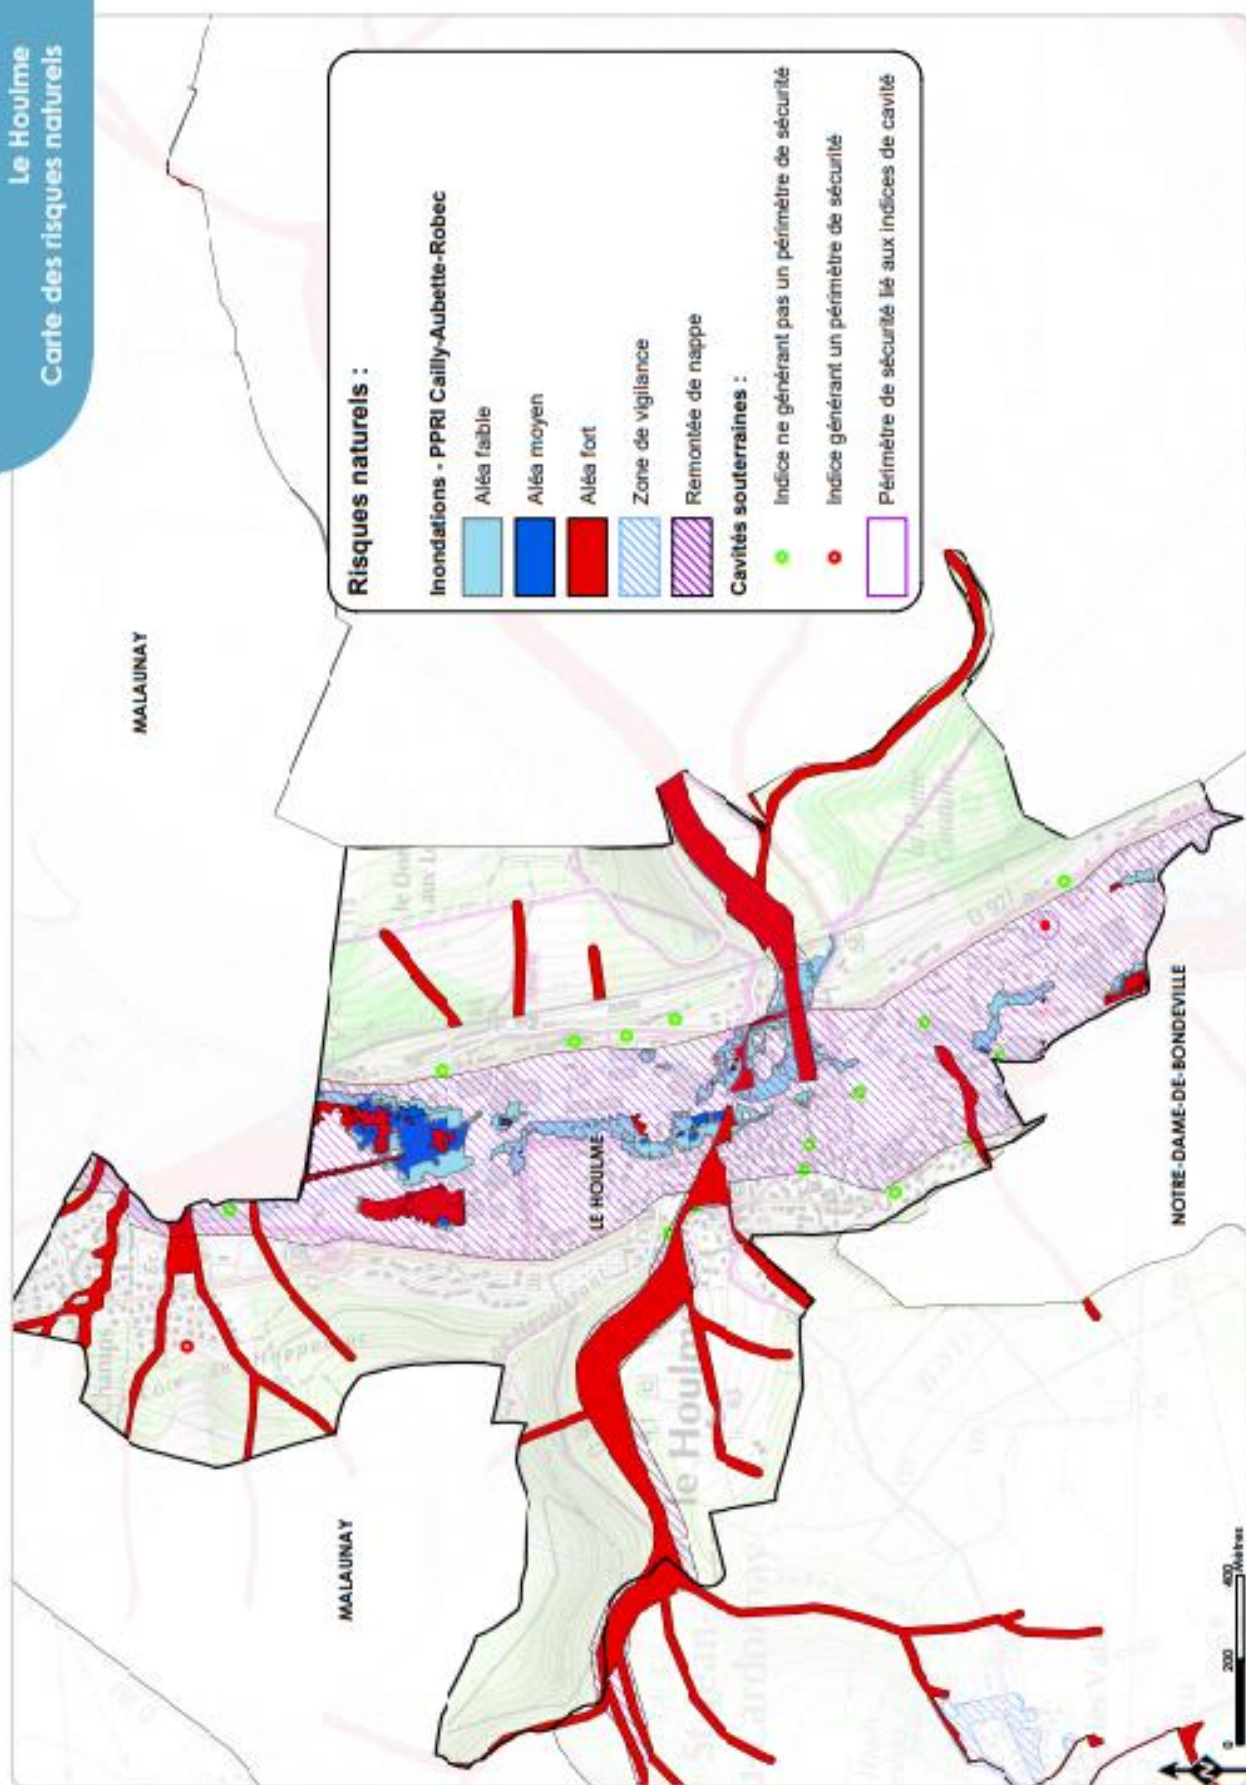 Le Houlme
Carte des risques naturels
MALAUNAY
Risques naturels :
Inondations - PPRI Cailly-Aubette-Robec
Aléa faible
Aléa moyen
Aléa fort
Zone de vigilance
Remontée de nappe
Cavités souterraines :
Indice ne générant pas un périmètre de sécurité
Indice générant un périmètre de sécurité
Périmètre de sécurité lié aux indices de cavité
MALAUNAY
LE HOULME
le Houlme
NOTRE-DAME-DE-BONDEVILLE
0 200 400
Mètres
N